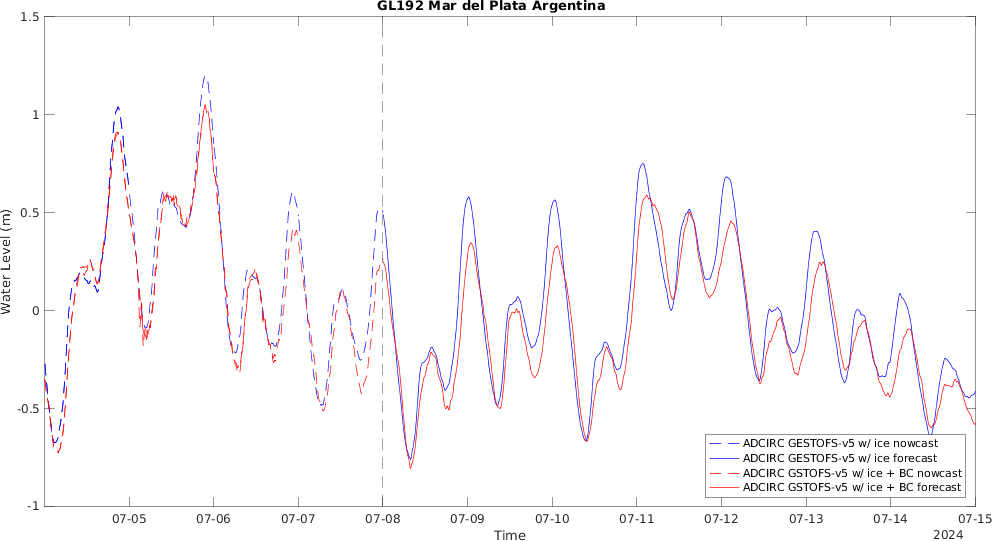 GL192 Mar del Plata Argentina
1.5
1
0.5
0
-0.5
-1
Water Level (m)
07-05 07-06 07-07 07-08 07-09 07-10 07-11 07-12 07-13 07-14 07-15
Time
2024
ADCIRC GESTOFS-v5 w/ ice nowcast
ADCIRC GESTOFS-v5 w/ ice forecast
ADCIRC GSTOFS-v5 w/ ice + BC nowcast
ADCIRC GSTOFS-v5 w/ ice + BC forecast